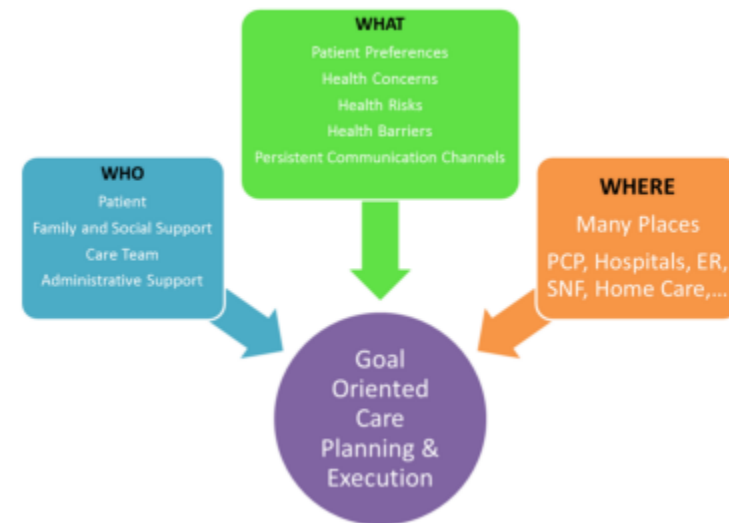 WHAT
Patient Preferences
Health Concerns
Health Risks
Health Barriers
Persistent Communication Channels
WHO
Patient
Family and Social Support
Care Team
Administrative Support
WHERE
Many Places
PCP, Hospitals, ER,
SNF, Home Care,...
Goal
Oriented
Care
Planning &
Execution